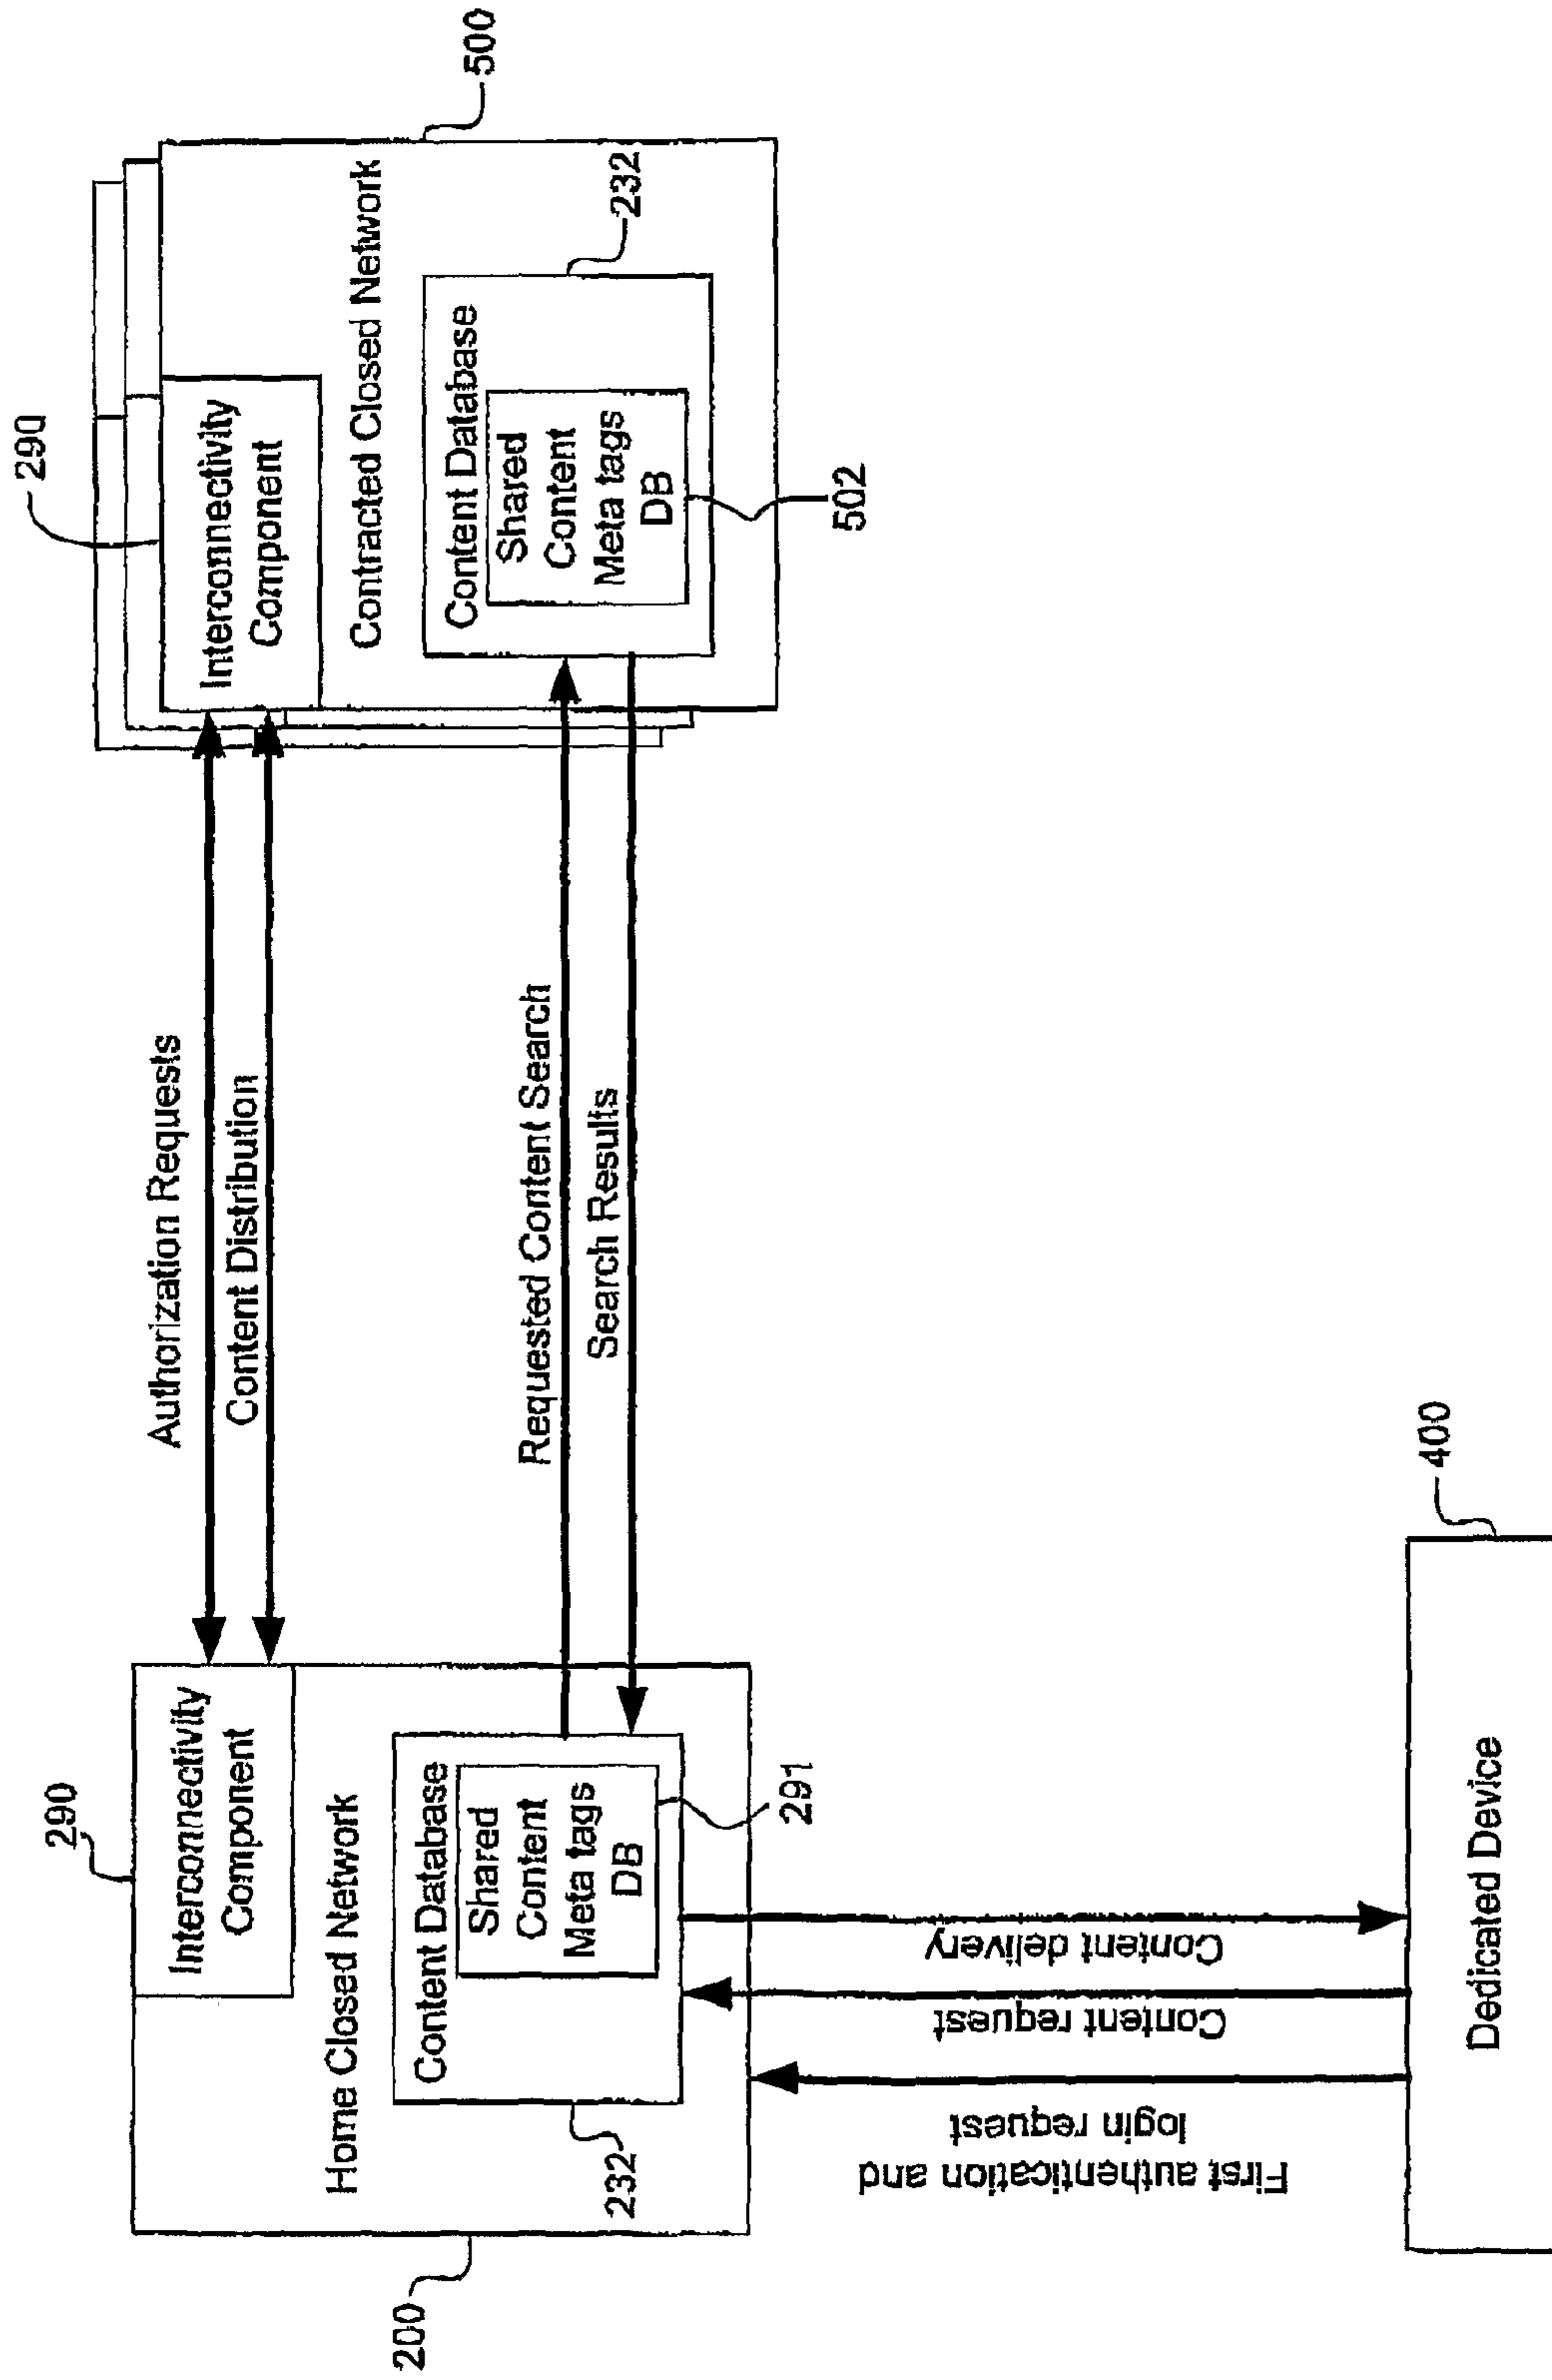 290
Interconnectivity
Component
Home Closed Network
Content Database
Shared
Content
Meta tags
DB
291
232
200
Authorization Requests
Content Distribution
Requested Content Search
Search Results
290
Interconnectivity
Component
Contracted Closed Network
500
Content Database
232
Shared
Content
Meta tags
DB
502
First authentication and
login request
Content request
Content delivery
Dedicated Device
400